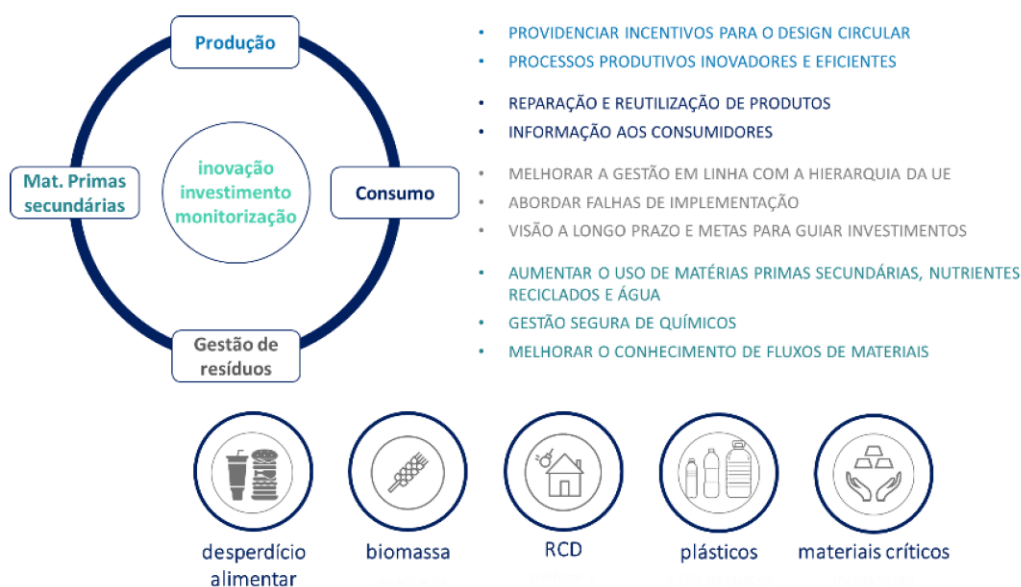 Produção
Mat. Primas
secundárias
inovação
investimento
monitorização
Consumo
Gestão de
resíduos
• PROVIDENCIAR INCENTIVOS PARA O DESIGN CIRCULAR
• PROCESSOS PRODUTIVOS INOVADORES E EFICIENTES
• REPARAÇÃO E REUTILIZAÇÃO DE PRODUTOS
• INFORMAÇÃO AOS CONSUMIDORES
• MELHORAR A GESTÃO EM LINHA COM A HIERARQUIA DA UE
• ABORDAR FALHAS DE IMPLEMENTAÇÃO
• VISÃO A LONGO PRAZO E METAS PARA GUIAR INVESTIMENTOS
• AUMENTAR O USO DE MATÉRIAS PRIMAS SECUNDÁRIAS, NUTRIENTES
RECICLADOS E ÁGUA
• GESTÃO SEGURA DE QUÍMICOS
• MELHORAR O CONHECIMENTO DE FLUXOS DE MATERIAIS
desperdício
alimentar
biomassa
RCD
plásticos
materiais críticos